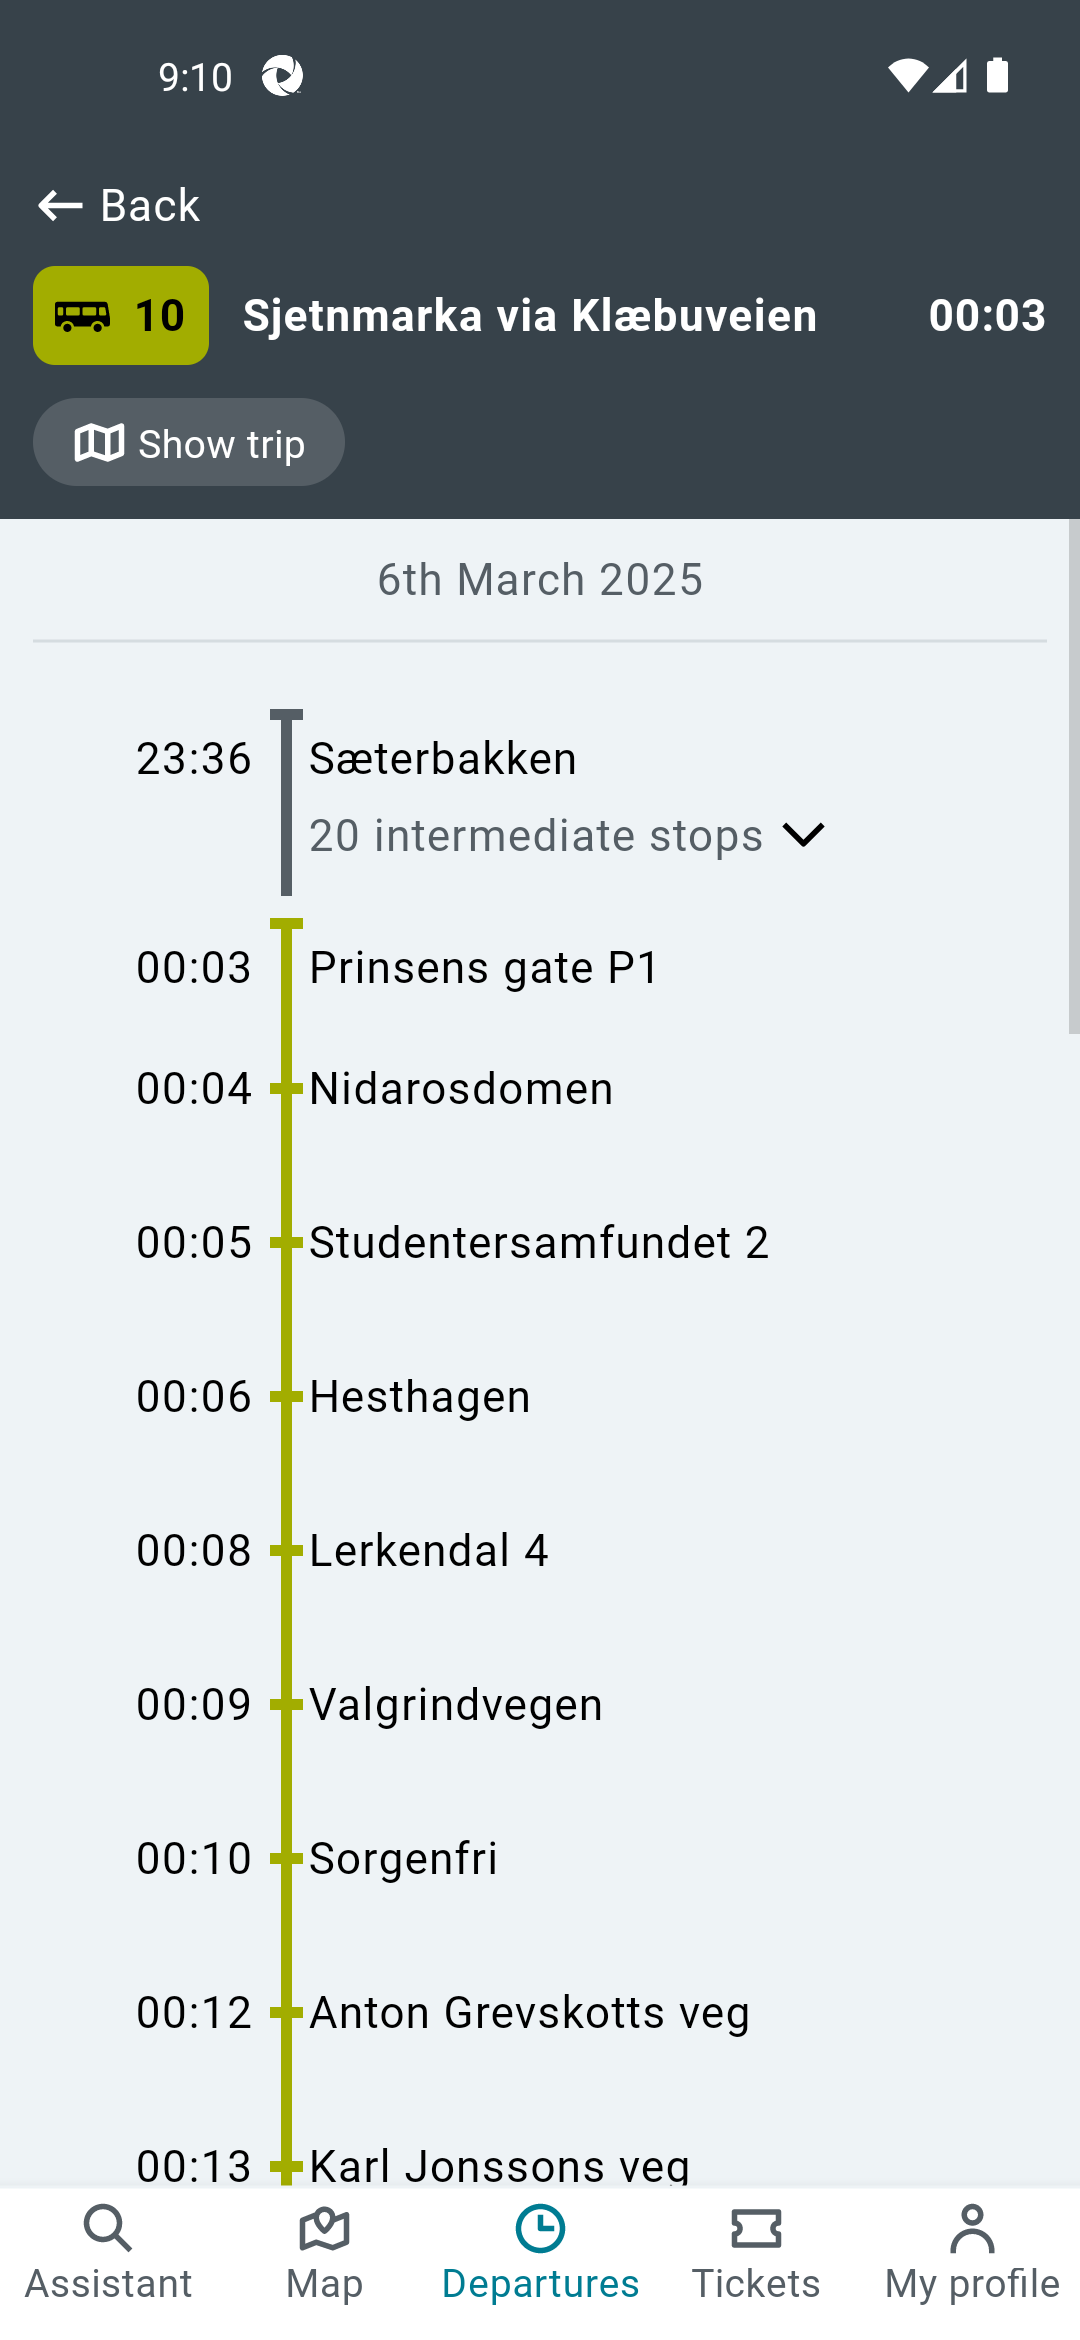 9:10
Back
10 Sjetnmarka via Klæbuveien 00:03
Show trip
6th March 2025
23:36 Sæterbakken
20 intermediate stops
00:03 Prinsens gate P1
00:04 Nidarosdomen
00:05 Studentersamfundet 2
00:06 Hesthagen
00:08 Lerkendal 4
00:09 Valgrindvegen
00:10 Sorgenfri
00:12 Anton Grevskotts veg
00:13 Karl Jonssons veg
Assistant Map Departures Tickets My profile